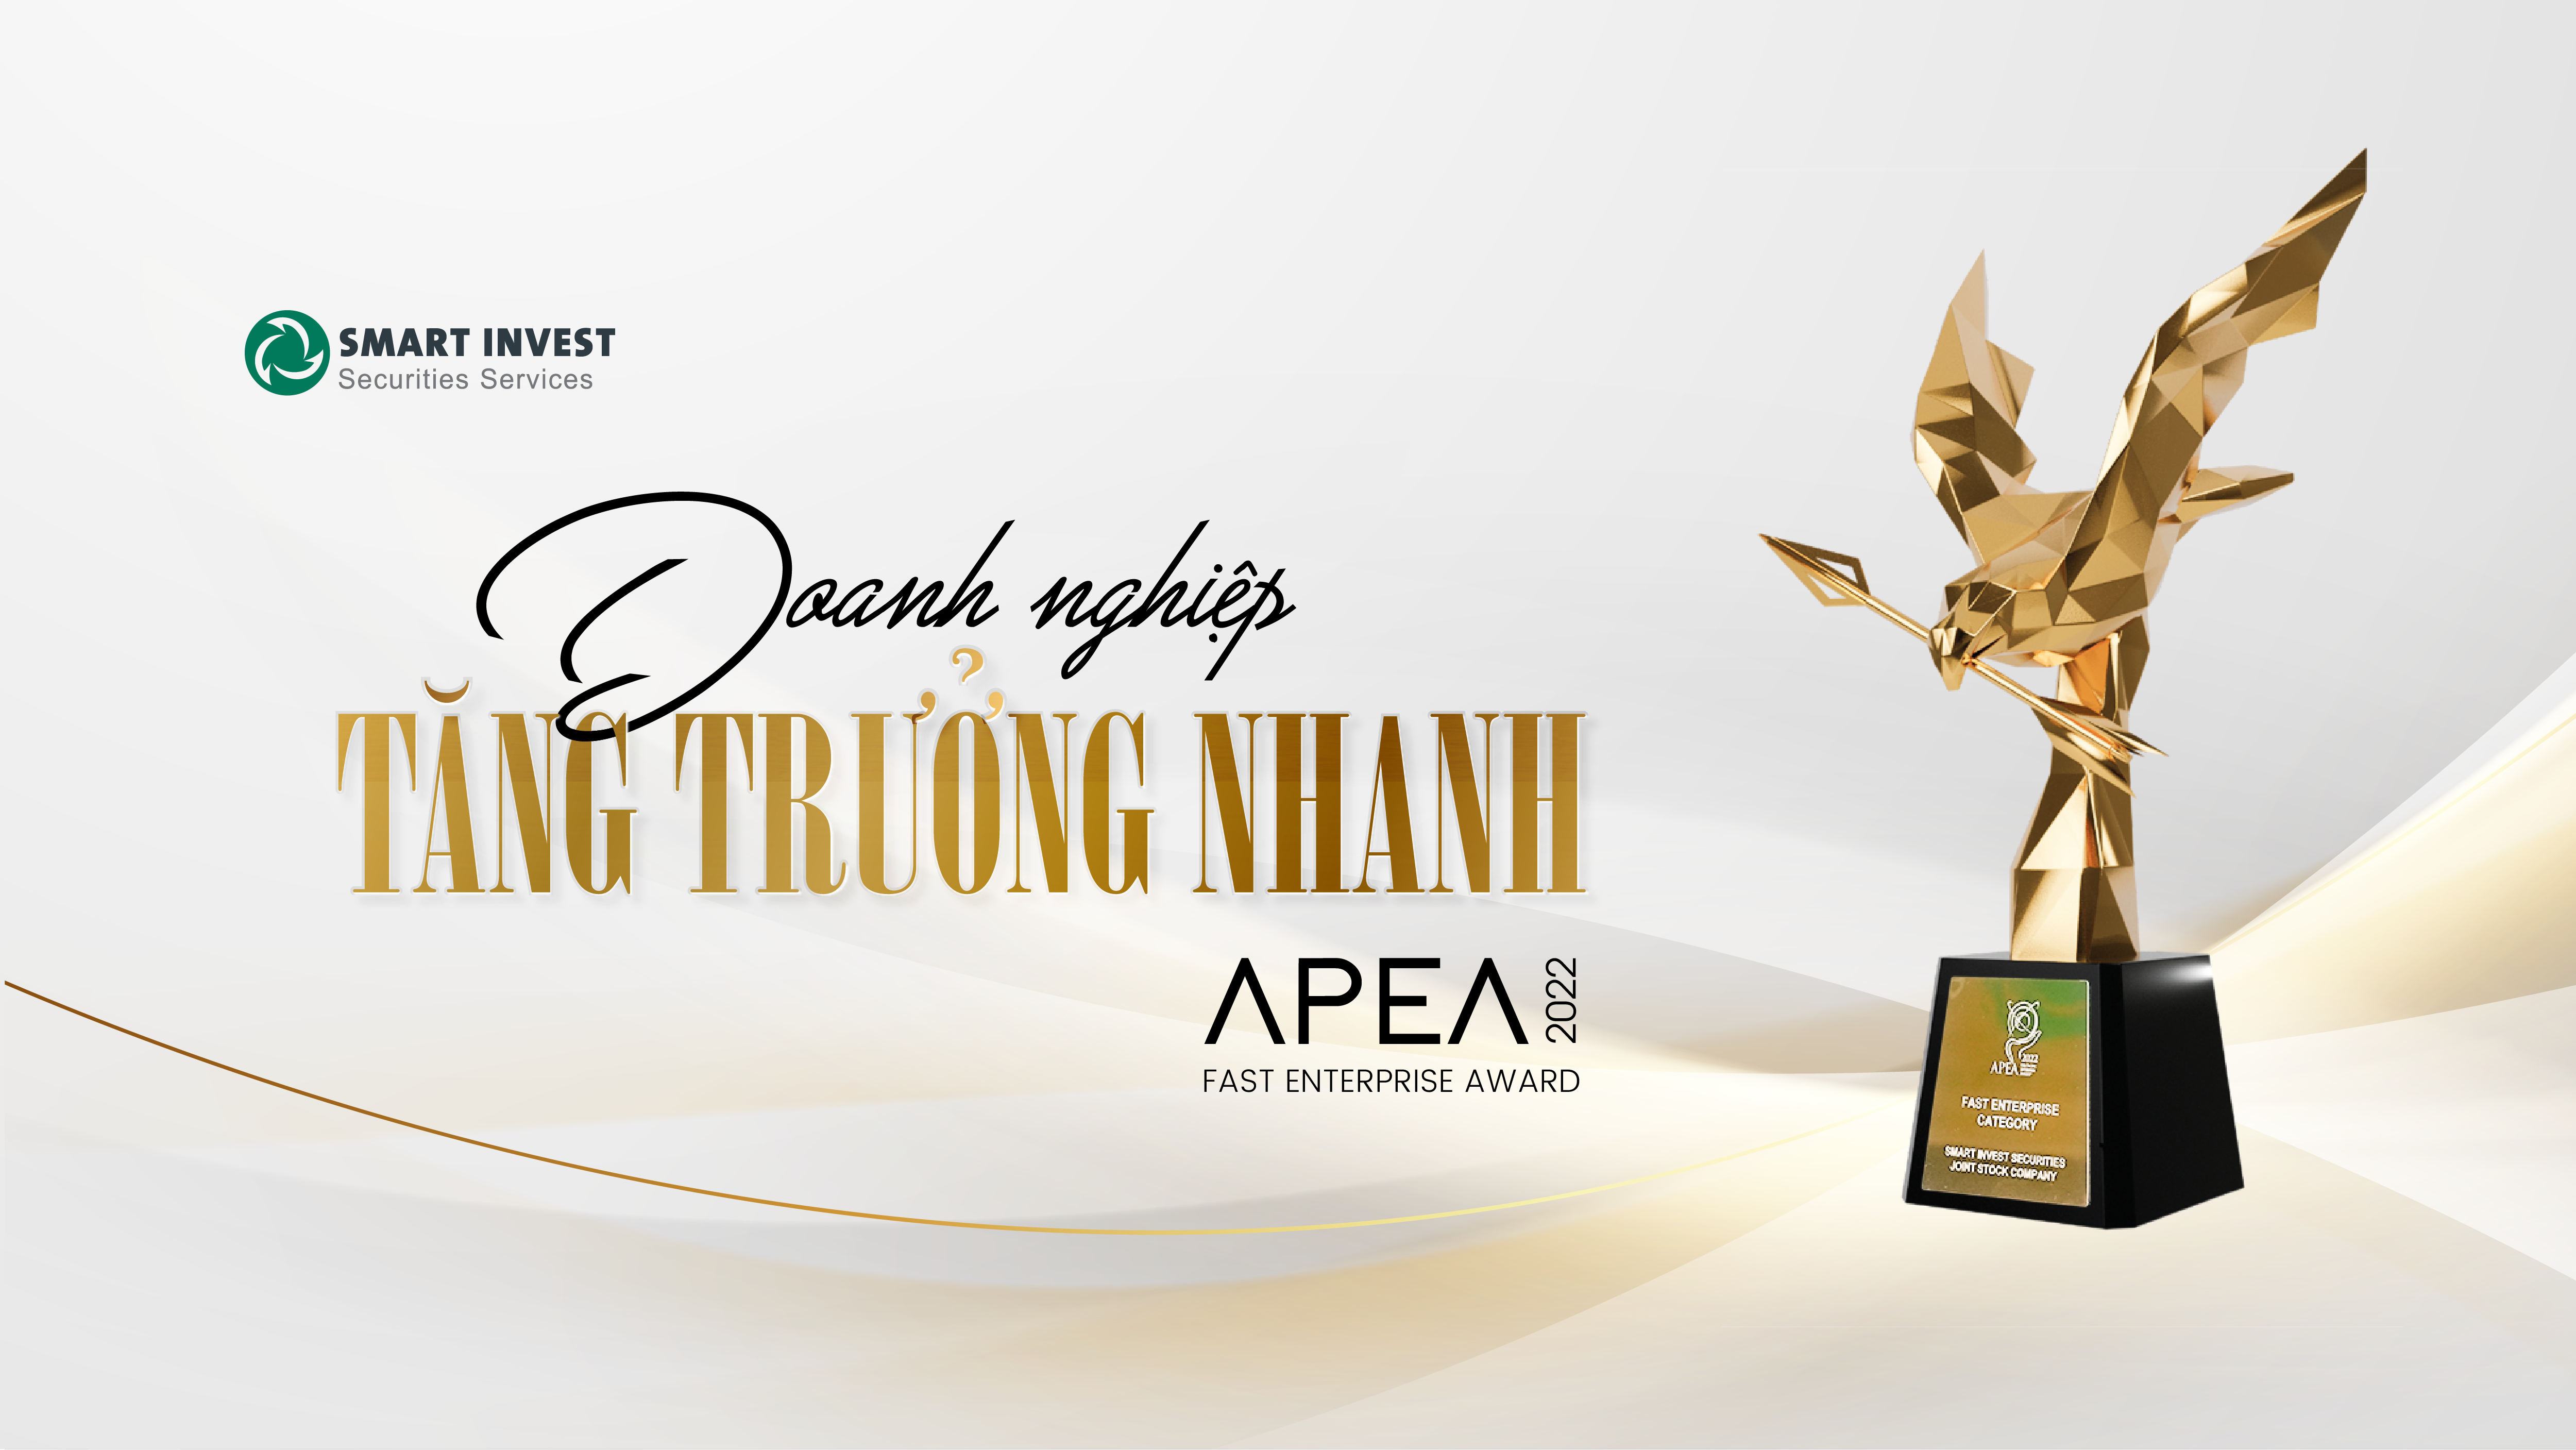 SMART INVEST
Securities Services
Doanh nghiệp
TĂNG TRƯỞNG NHANH
APEA 2022
FAST ENTERPRISE AWARD
2022
APEA
FAST ENTERPRISE
CATEGORY
SMART INVEST SECURITIES
JOINT STOCK COMPANY